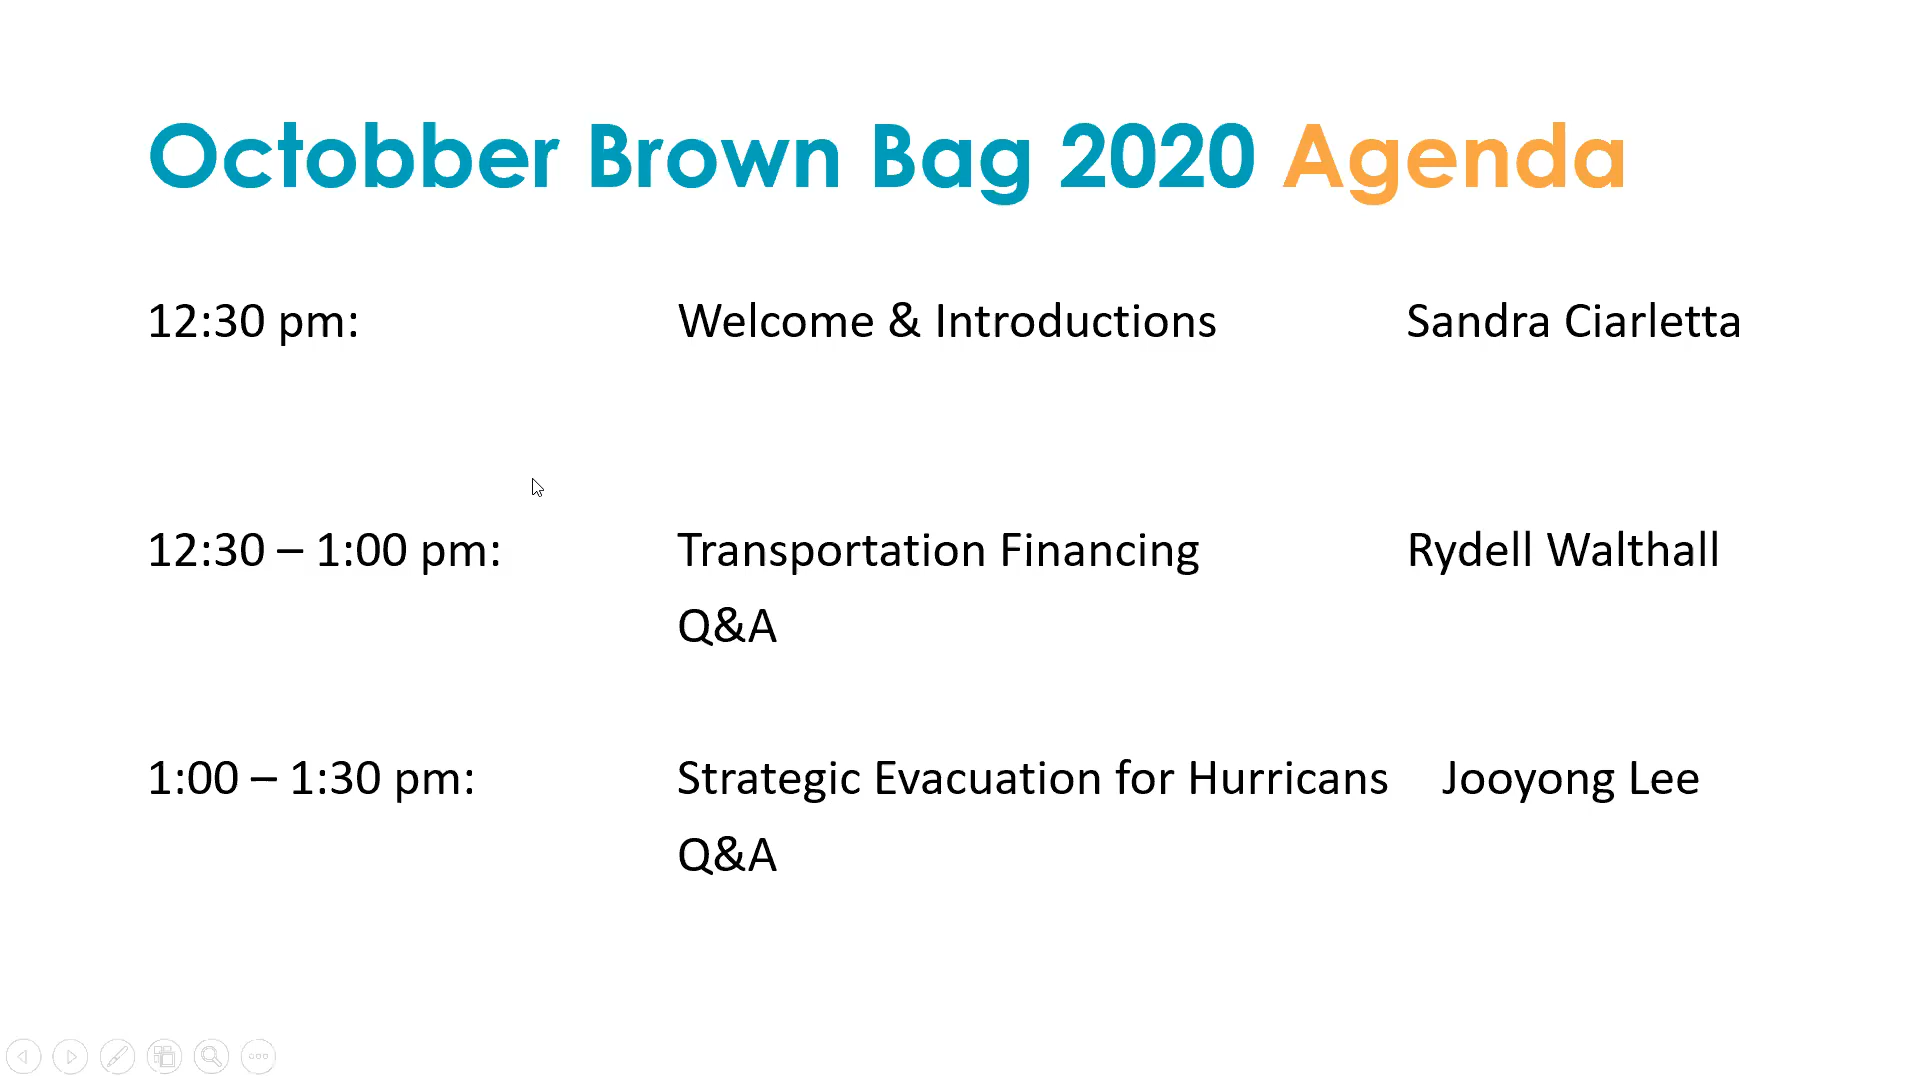 Octobber Brown Bag 2020 Agenda
12:30 pm: Welcome & Introductions Sandra Ciarletta
12:30 – 1:00 pm: Transportation Financing Rydell Walthall
Q&A
1:00 – 1:30 pm: Strategic Evacuation for Hurricans Jooyong Lee
Q&A